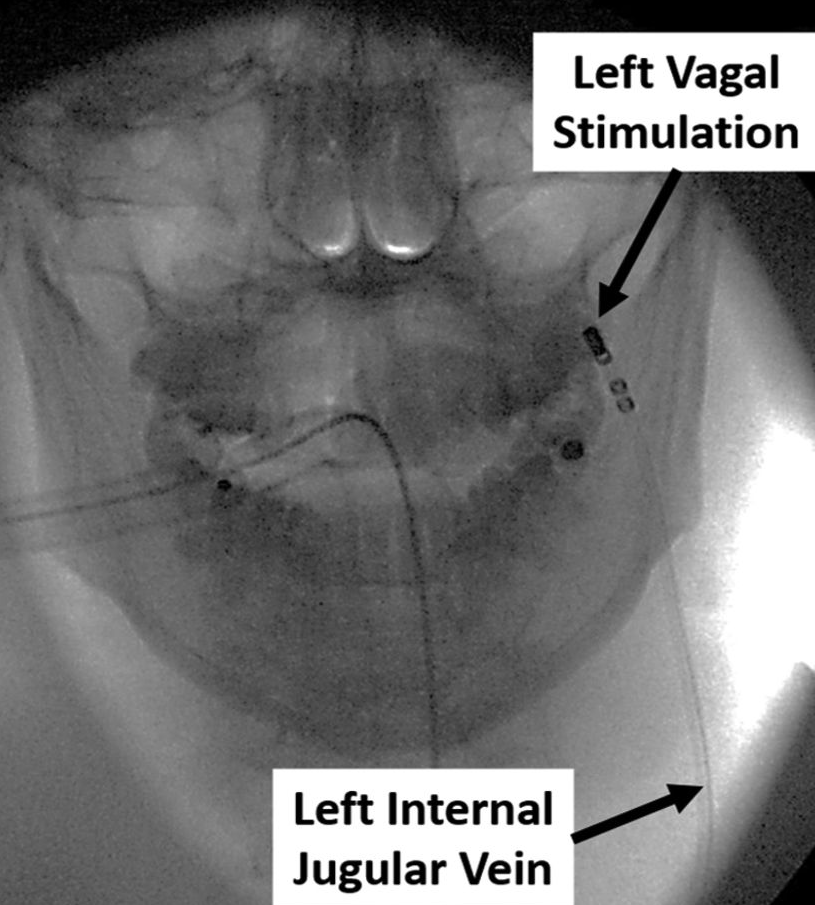 Left Vagal
Stimulation
Left Internal
Jugular Vein